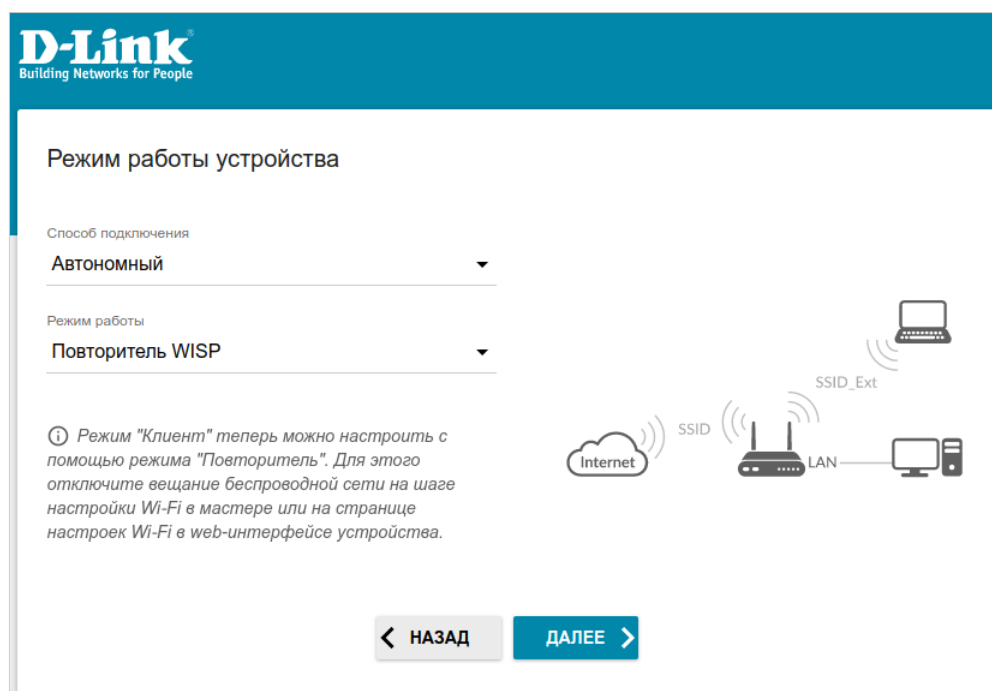 D-Link
Building Networks for People
Режим работы устройства
Способ подключения
Автономный
Режим работы
Повторитель WISP
Режим "Клиент" теперь можно настроить с
помощью режима "Повторитель". Для этого
отключите вещание беспроводной сети на шаге
настройки Wi-Fi в мастере или на странице
настроек Wi-Fi в web-интерфейсе устройства.
SSID_Ext
SSID
Internet
LAN
НАЗАД
ДАЛЕЕ